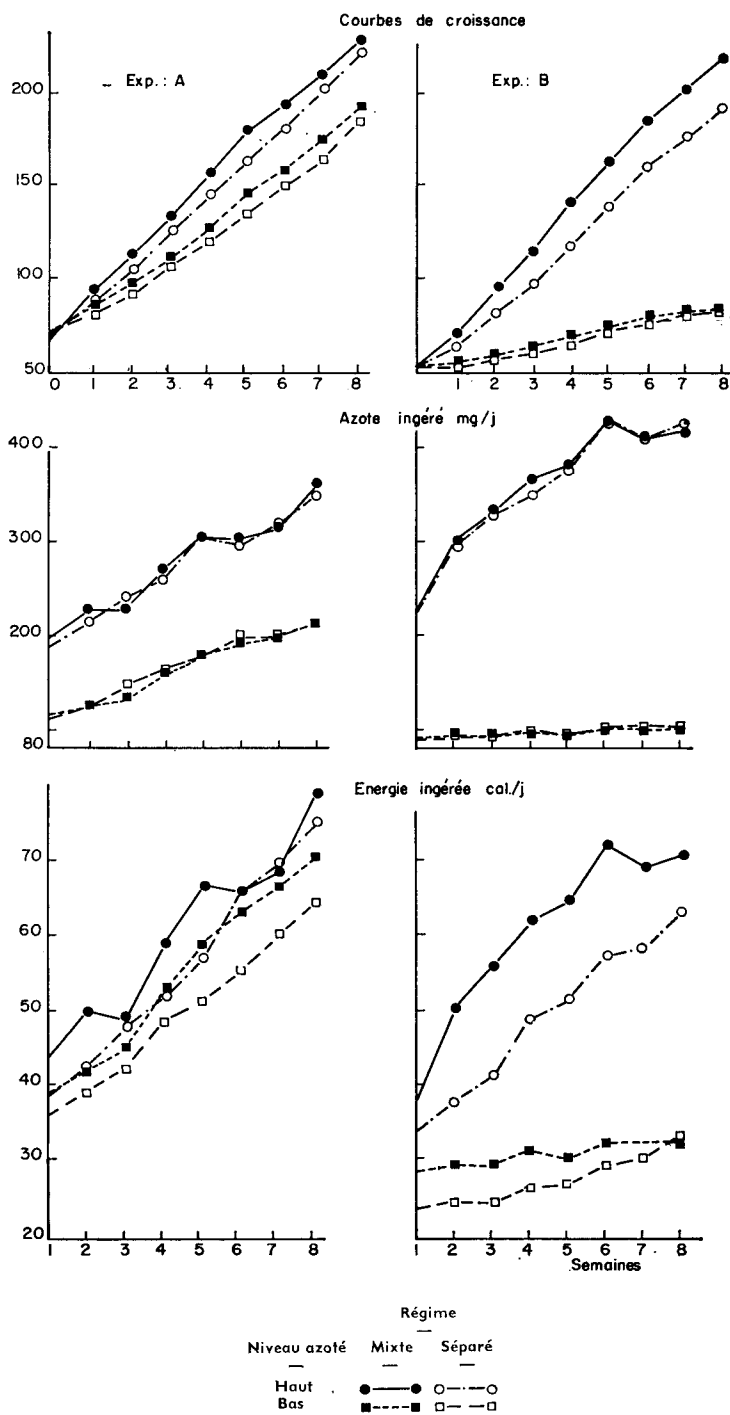 Courbes de croissance
Exp.: A
Exp.: B
200
150
100
50
0 1 2 3 4 5 6 7 8
1 2 3 4 5 6 7 8
Azote ingéré mg/j
400
300
200
80
Energie ingérée cal./j
70
60
50
40
30
20
1 2 3 4 5 6 7 8
1 2 3 4 5 6 7 8
Semaines
Régime
Niveau azoté Mixte Séparé
Haut
Bas